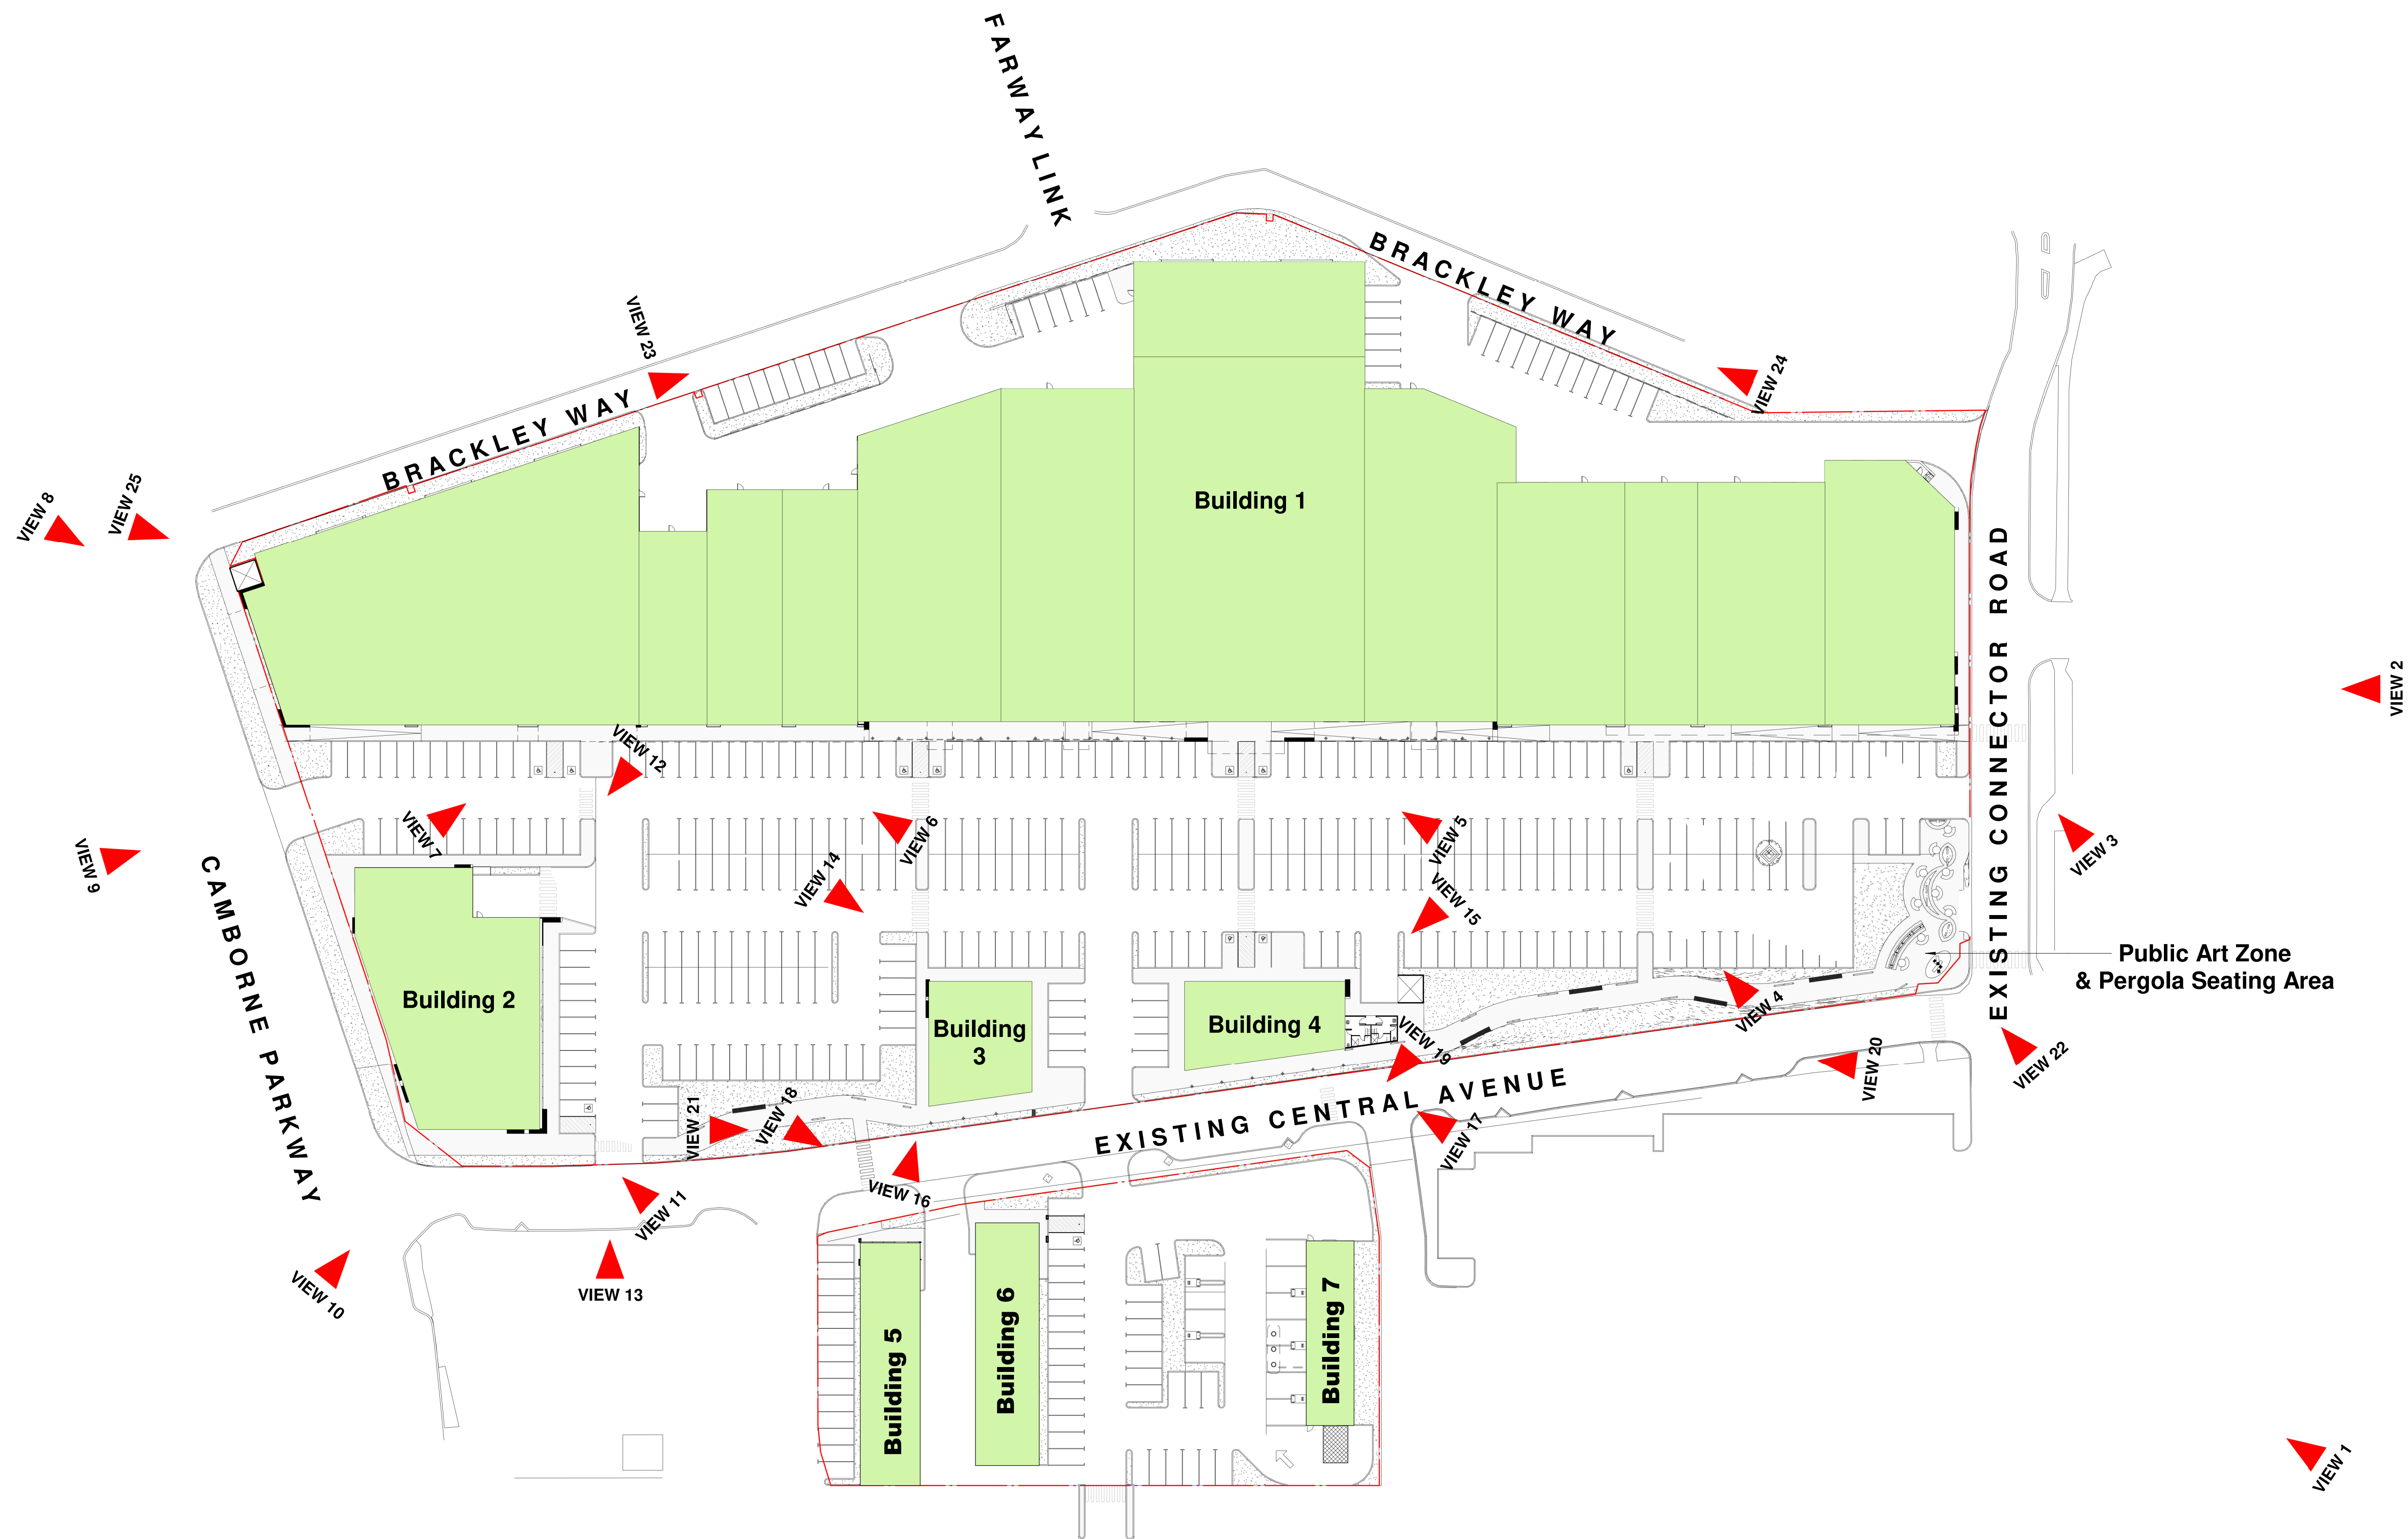 FARWAY LINK
BRACKLEY WAY
VIEW 23
VIEW 24
BRACKLEY WAY
VIEW 8
VIEW 25
Building 1
EXISTING CONNECTOR ROAD
VIEW 2
VIEW 12
VIEW 7
VIEW 6
VIEW 5
VIEW 3
VIEW 9
VIEW 14
VIEW 15
CAMBORNE PARKWAY
Public Art Zone
& Pergola Seating Area
Building 2
Building
3
Building 4
VIEW 4
VIEW 19
VIEW 20
VIEW 22
EXISTING CENTRAL AVENUE
VIEW 21
VIEW 18
VIEW 17
VIEW 16
VIEW 11
VIEW 10
VIEW 13
Building 5
Building 6
Building 7
VIEW 1